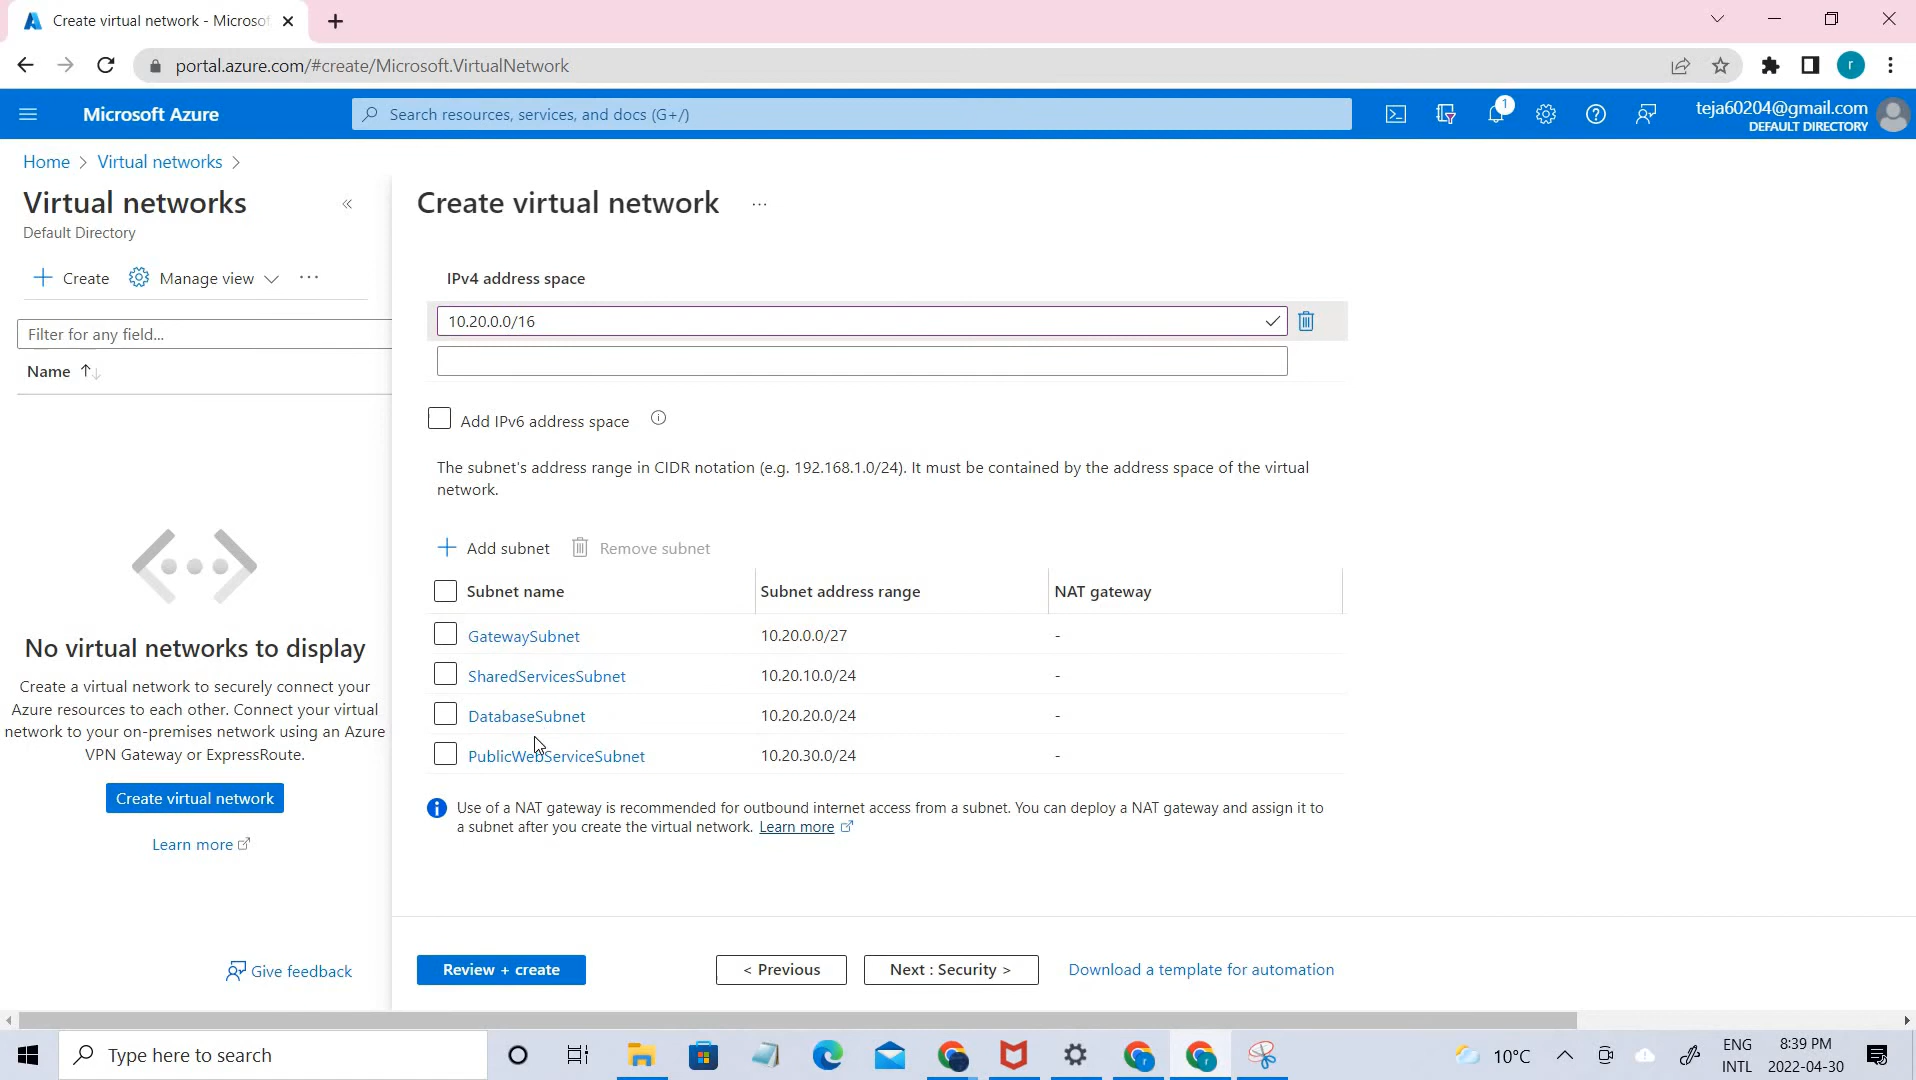 Create virtual network - Microsof
portal.azure.com/#create/Microsoft.VirtualNetwork
r
Microsoft Azure
Search resources, services, and docs (G+/)
1
teja60204@gmail.com
DEFAULT DIRECTORY
Home > Virtual networks >
Virtual networks
Default Directory
Create
Manage view
Filter for any field...
Name
No virtual networks to display
Create a virtual network to securely connect your
Azure resources to each other. Connect your virtual
network to your on-premises network using an Azure
VPN Gateway or ExpressRoute.
Create virtual network
Learn more
Give feedback
Create virtual network
IPv4 address space
10.20.0.0/16
Add IPv6 address space
The subnet's address range in CIDR notation (e.g. 192.168.1.0/24). It must be contained by the address space of the virtual
network.
Add subnet Remove subnet
Subnet name Subnet address range NAT gateway
GatewaySubnet 10.20.0.0/27 -
SharedServicesSubnet 10.20.10.0/24 -
DatabaseSubnet 10.20.20.0/24 -
PublicWebServiceSubnet 10.20.30.0/24 -
Use of a NAT gateway is recommended for outbound internet access from a subnet. You can deploy a NAT gateway and assign it to
a subnet after you create the virtual network. Learn more
Review + create
< Previous
Next : Security >
Download a template for automation
Type here to search
10°C
ENG
INTL
8:39 PM
2022-04-30